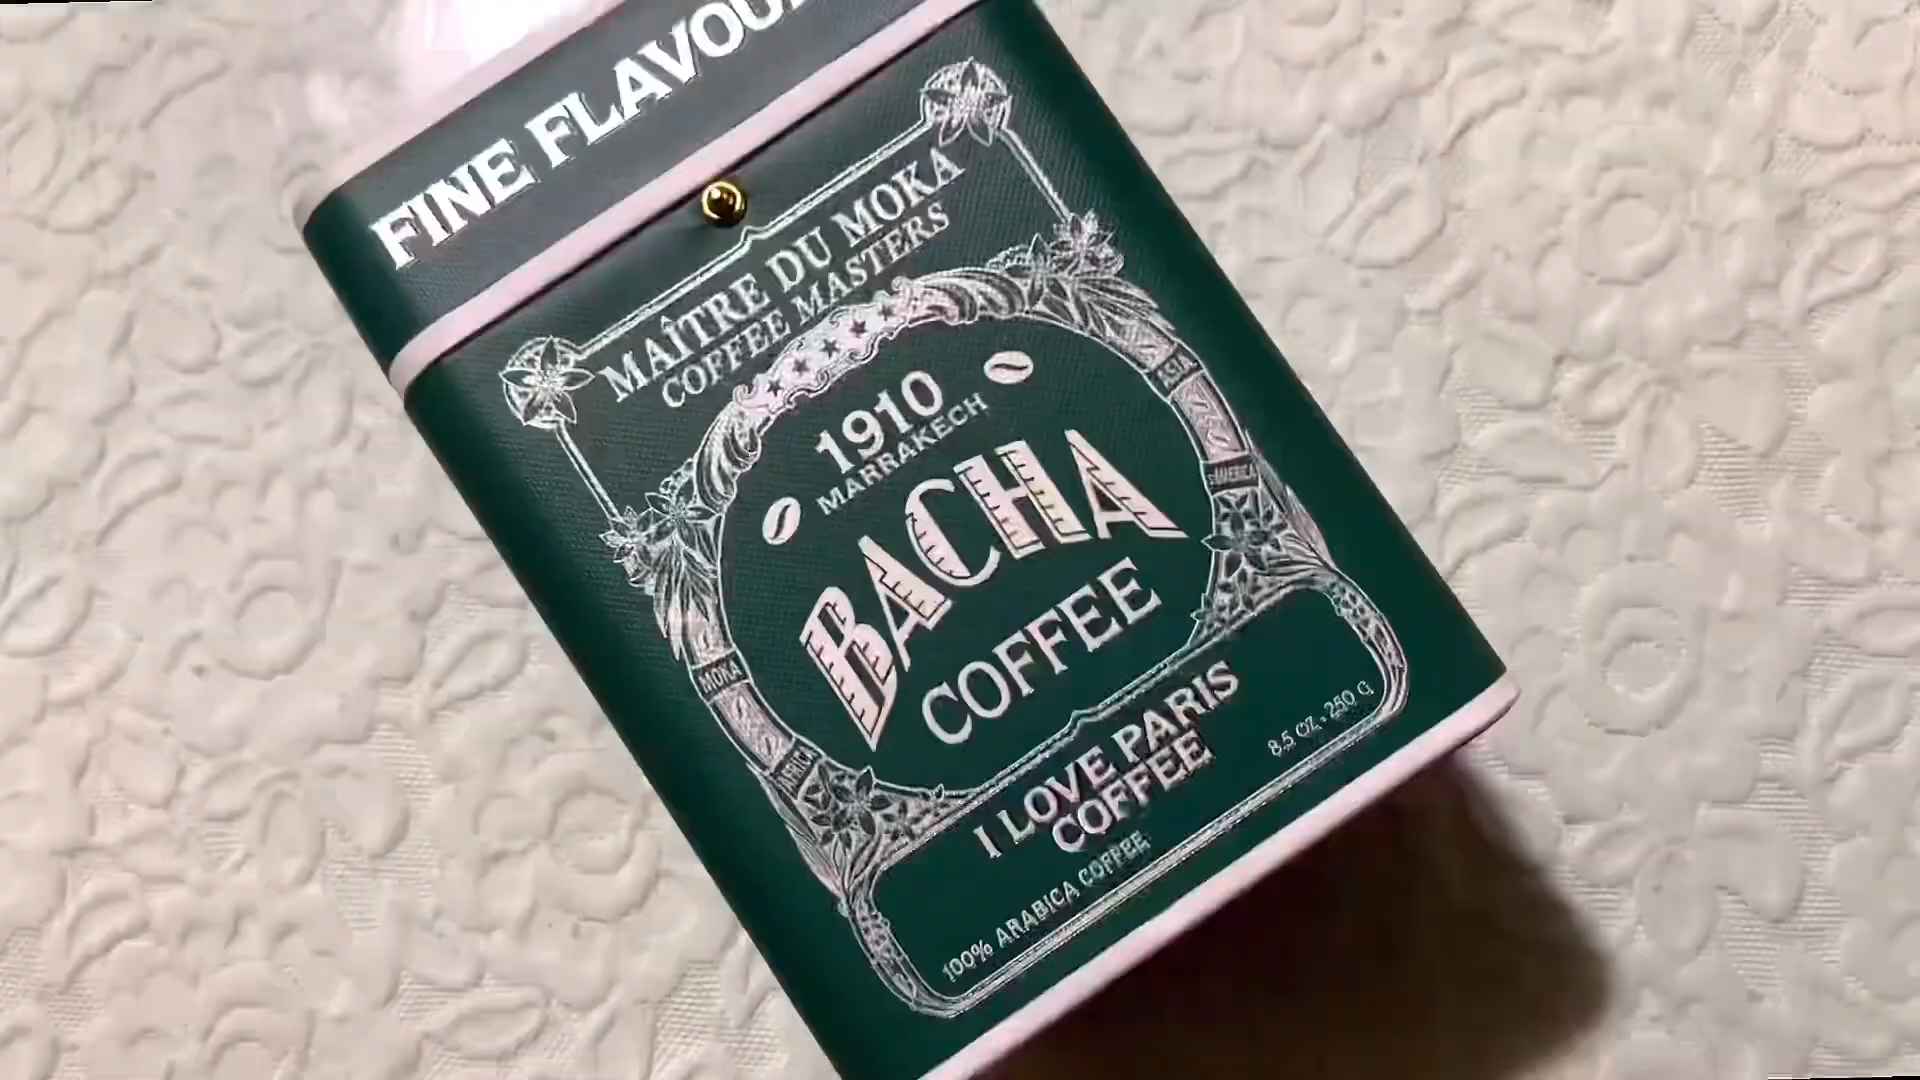 FINE FLAVOU
MAÎTRE DU MOKA
COFFEE MASTERS
1910
MARRAKECH
BACHA
COFFEE
ASIA
AMERICA
MOKA
AFRICA
I LOVE PARIS
COFFEE
8.5 OZ • 250 G
100% ARABICA COFFEE